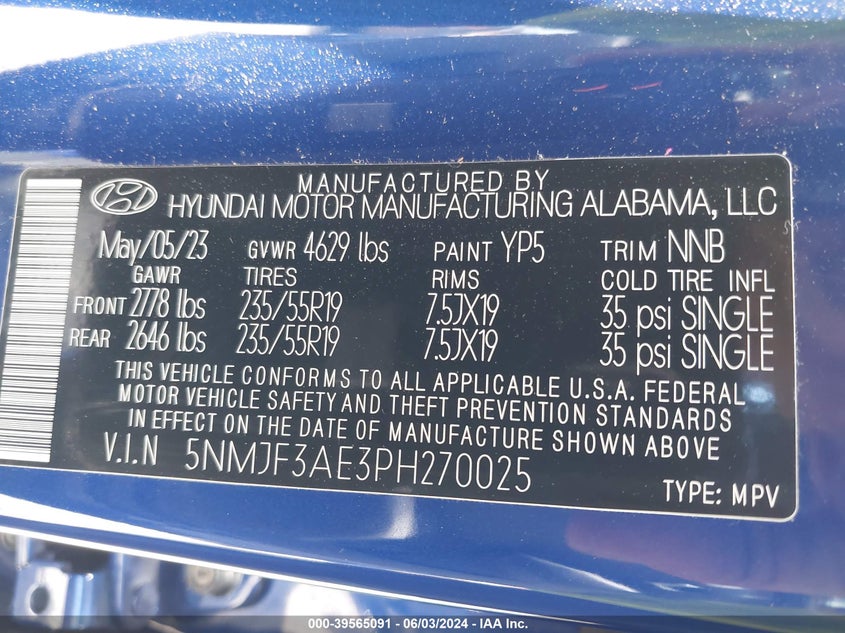 MANUFACTURED BY
HYUNDAI MOTOR MANUFACTURING ALABAMA, LLC
May/05/23 GVWR 4629 lbs PAINT YP5 TRIM NNB
GAWR TIRES RIMS COLD TIRE INFL
FRONT 2778 lbs 235/55R19 7.5JX19 35 psi SINGLE
REAR 2646 lbs 235/55R19 7.5JX19 35 psi SINGLE
THIS VEHICLE CONFORMS TO ALL APPLICABLE U.S.A. FEDERAL
MOTOR VEHICLE SAFETY AND THEFT PREVENTION STANDARDS
IN EFFECT ON THE DATE OF MANUFACTURE SHOWN ABOVE
V.I.N 5NMJF3AE3PH270025
TYPE: MPV
000-39565091 - 06/03/2024 - IAA Inc.